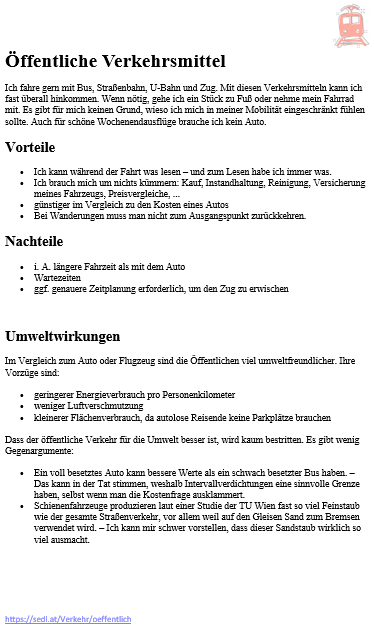 Öffentliche Verkehrsmittel
Ich fahre gern mit Bus, Straßenbahn, U-Bahn und Zug. Mit diesen Verkehrsmitteln kann ich
fast überall hinkommen. Wenn nötig, gehe ich ein Stück zu Fuß oder nehme mein Fahrrad
mit. Es gibt für mich keinen Grund, wieso ich mich in meiner Mobilität eingeschränkt fühlen
sollte. Auch für schöne Wochenendausflüge brauche ich kein Auto.
Vorteile
• Ich kann während der Fahrt was lesen – und zum Lesen habe ich immer was.
• Ich brauch mich um nichts kümmern: Kauf, Instandhaltung, Reinigung, Versicherung
meines Fahrzeugs, Preisvergleiche, ...
• günstiger im Vergleich zu den Kosten eines Autos
• Bei Wanderungen muss man nicht zum Ausgangspunkt zurückkehren.
Nachteile
• i. A. längere Fahrzeit als mit dem Auto
• Wartezeiten
• ggf. genauere Zeitplanung erforderlich, um den Zug zu erwischen
Umweltwirkungen
Im Vergleich zum Auto oder Flugzeug sind die Öffentlichen viel umweltfreundlicher. Ihre
Vorzüge sind:
• geringerer Energieverbrauch pro Personenkilometer
• weniger Luftverschmutzung
• kleinerer Flächenverbrauch, da autolose Reisende keine Parkplätze brauchen
Dass der öffentliche Verkehr für die Umwelt besser ist, wird kaum bestritten. Es gibt wenig
Gegenargumente:
• Ein voll besetztes Auto kann bessere Werte als ein schwach besetzter Bus haben. –
Das kann in der Tat stimmen, weshalb Intervallverdichtungen eine sinnvolle Grenze
haben, selbst wenn man die Kostenfrage ausklammert.
• Schienenfahrzeuge produzieren laut einer Studie der TU Wien fast so viel Feinstaub
wie der gesamte Straßenverkehr, vor allem weil auf den Gleisen Sand zum Bremsen
verwendet wird. – Ich kann mir schwer vorstellen, dass dieser Sandstaub wirklich so
viel ausmacht.
https://sedl.at/Verkehr/oeffentlich